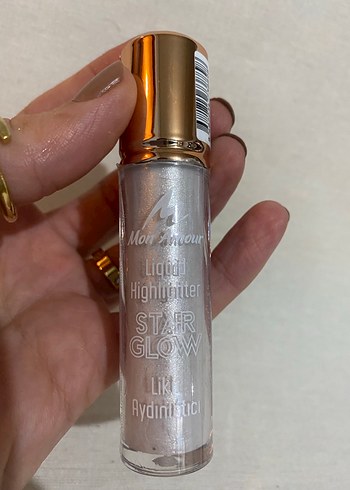 Mon Amour
Liquid
Highlighter
STAR
GLOW
Likit
Aydınlatıcı